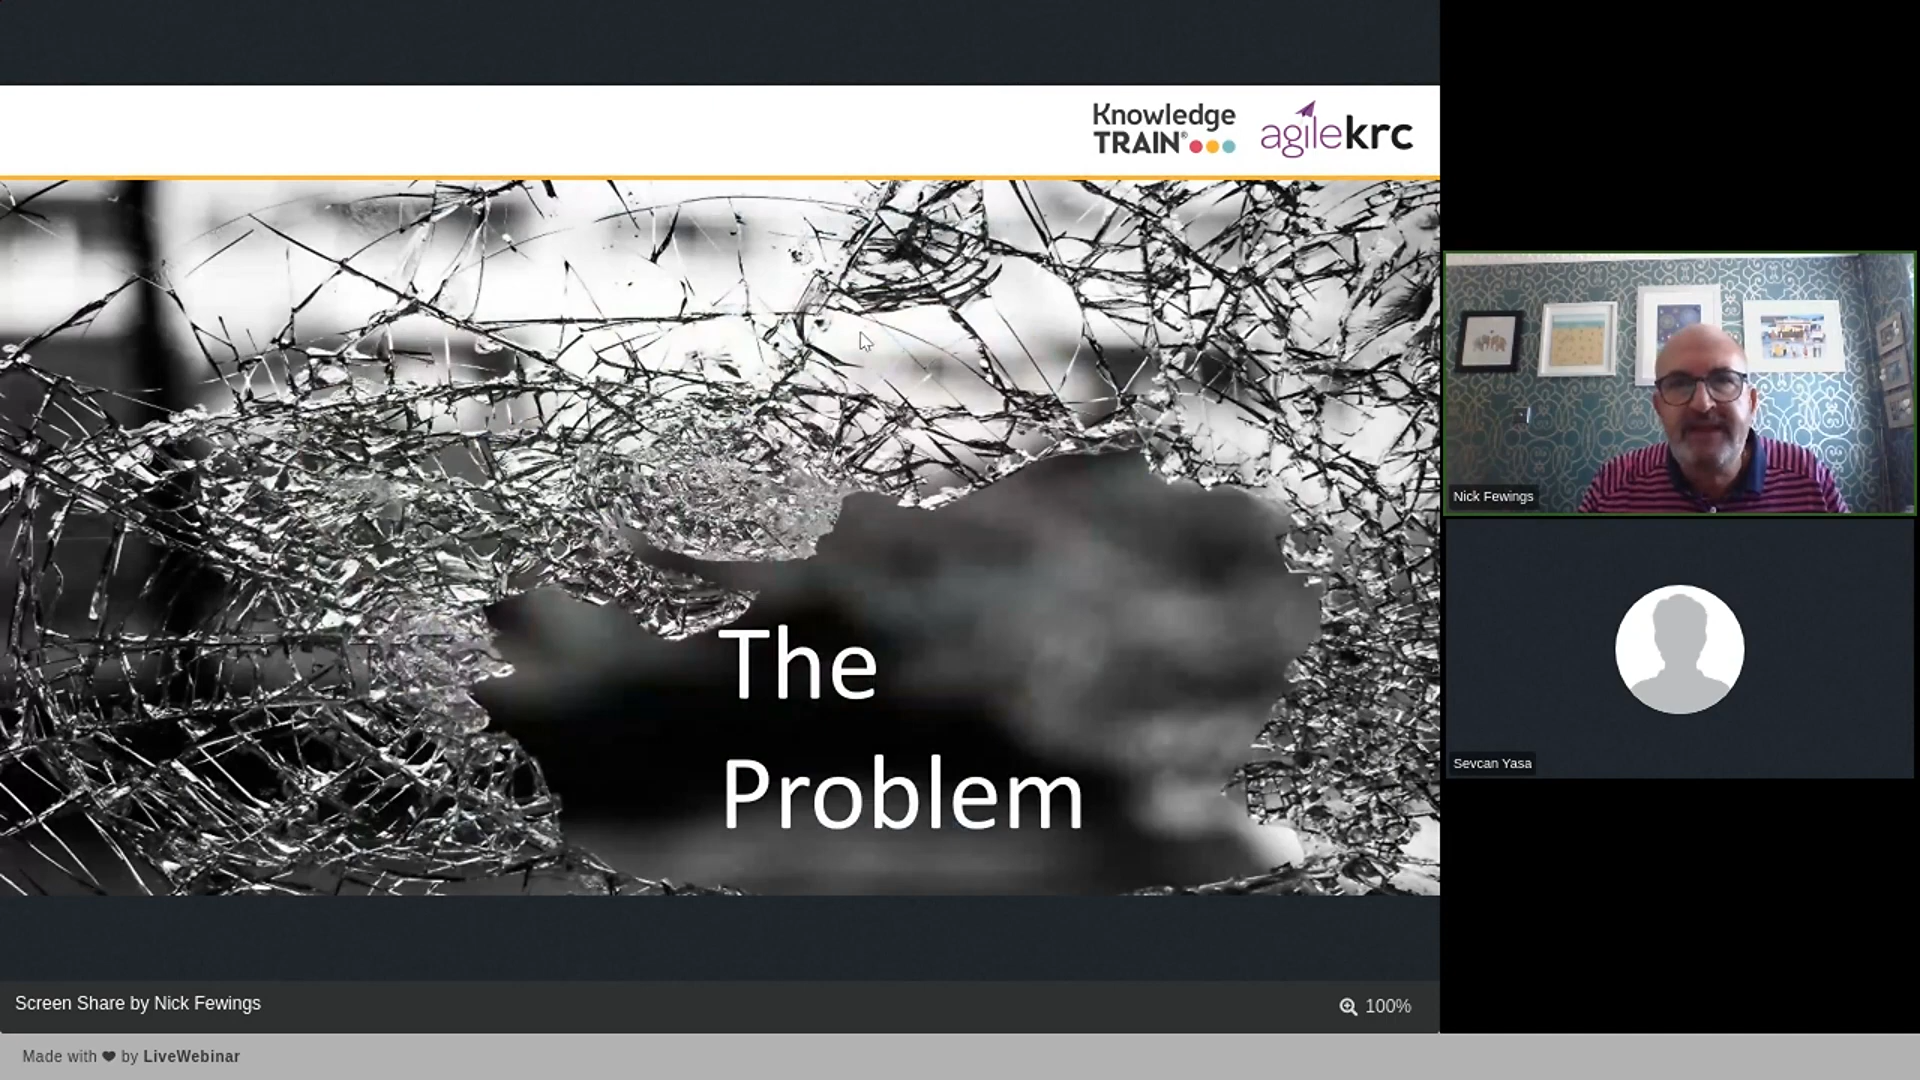 Knowledge
TRAIN®
agilekrc
The
Problem
Nick Fewings
Sevcan Yasa
Screen Share by Nick Fewings
100%
Made with ❤ by LiveWebinar